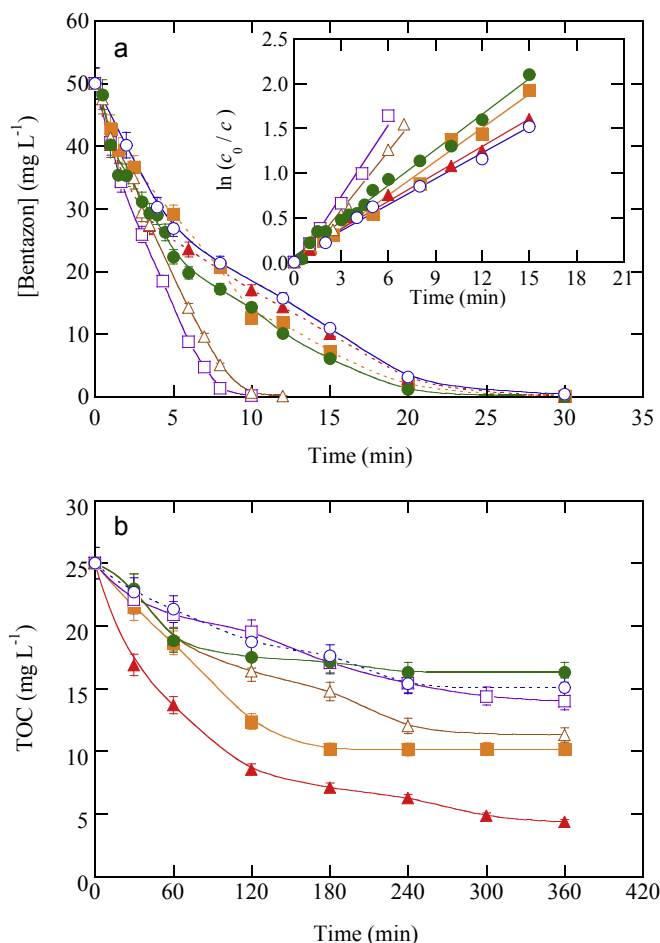 a
[Bentazon] (mg L-1)
60
50
40
30
20
10
0
0 5 10 15 20 25 30 35
Time (min)
ln (c0 / c)
2.5
2.0
1.5
1.0
0.5
0.0
0 3 6 9 12 15 18 21
Time (min)
b
TOC (mg L-1)
30
25
20
15
10
5
0
0 60 120 180 240 300 360 420
Time (min)